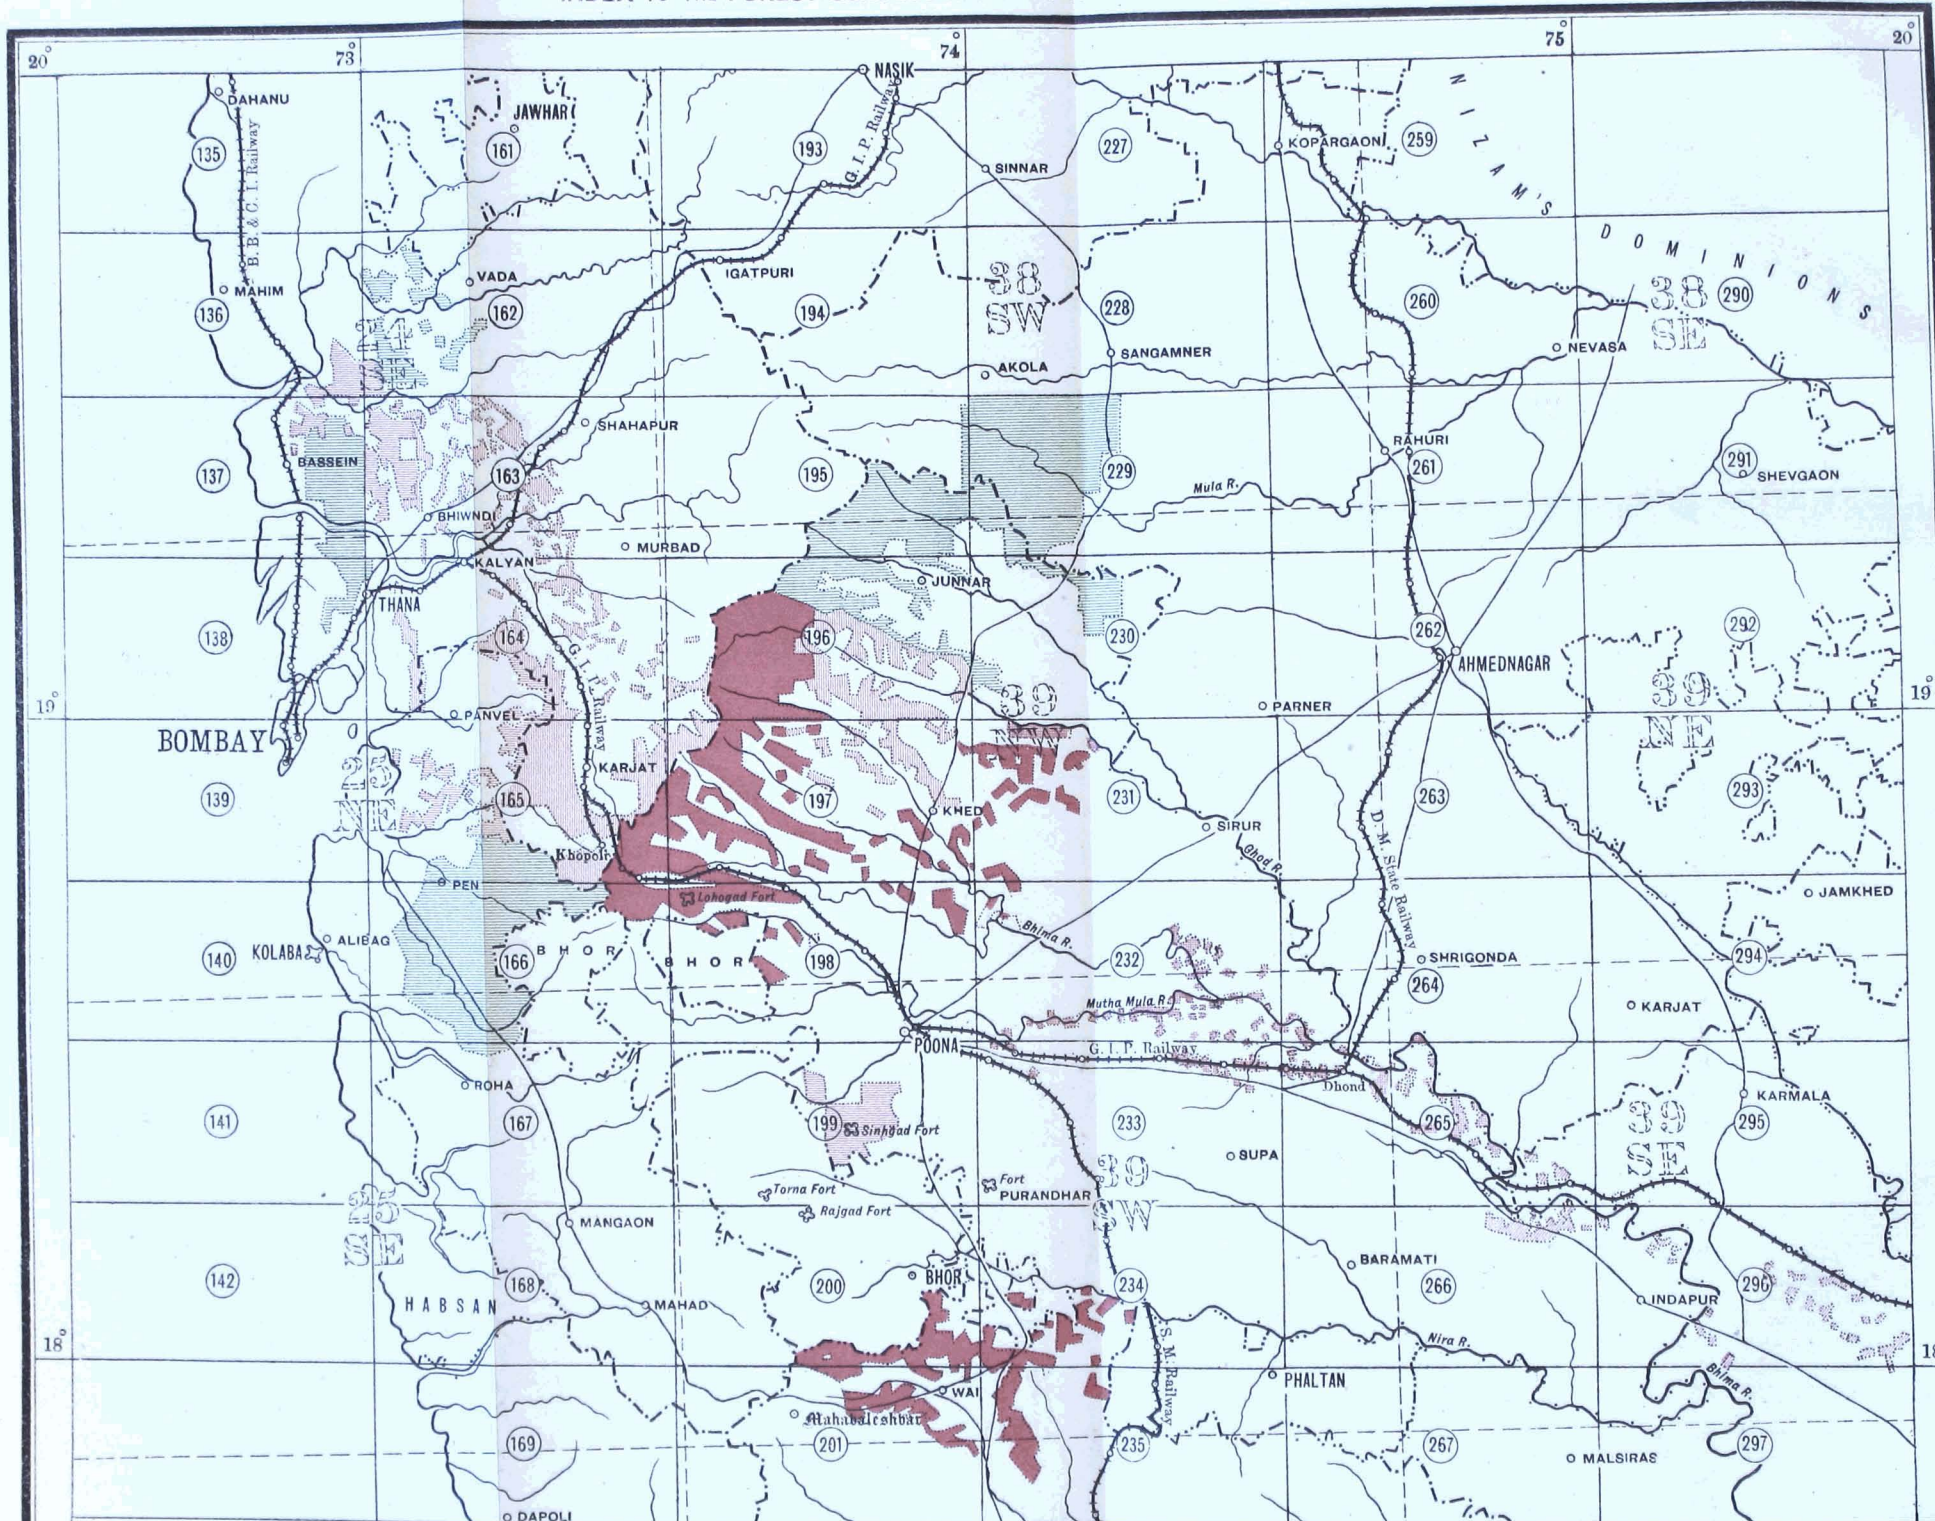 20°
73°
74°
75°
20°
DAHANU
JAWHAR
NASIK
135
B.B.& C.I. Railway
161
193
G.I.P. Railway
SINNAR
227
KOPARGAON
259
NIZAM'S DOMINIONS
MAHIM
VADA
IGATPURI
38
SW
136
162
194
228
260
38
SE
290
SANGAMNER
NEVASA
AKOLA
SHAHAPUR
RAHURI
BASSEIN
137
163
195
229
261
291
SHEVGAON
Mula R.
BHIWNDI
MURBAD
KALYAN
JUNNAR
THANA
138
164
196
230
262
292
AHMEDNAGAR
G.I.P. Railway
39
NW
39
NE
19°
19°
PANVEL
PARNER
BOMBAY
KARJAT
25
NE
139
165
197
231
263
293
KHED
SIRUR
Khopoli
Ghod R.
D.M. State Railway
PEN
Lohogad Fort
JAMKHED
Bhima R.
ALIBAG
KOLABA
BHOR
BHOR
140
166
198
232
SHRIGONDA
264
294
Mutha Mula R.
KARJAT
POONA
G.I.P. Railway
Dhond
ROHA
KARMALA
141
167
199
Sinhgad Fort
233
265
39
SE
295
SUPA
39
SW
Fort
PURANDHAR
Torna Fort
Rajgad Fort
25
SE
MANGAON
BARAMATI
142
168
200
BHOR
234
266
296
HABSAN
MAHAD
INDAPUR
Nira R.
18°
S.M. Railway
PHALTAN
Bhima R.
WAI
Mahabaleshbar
169
201
235
267
297
MALSIRAS
DAPOLI